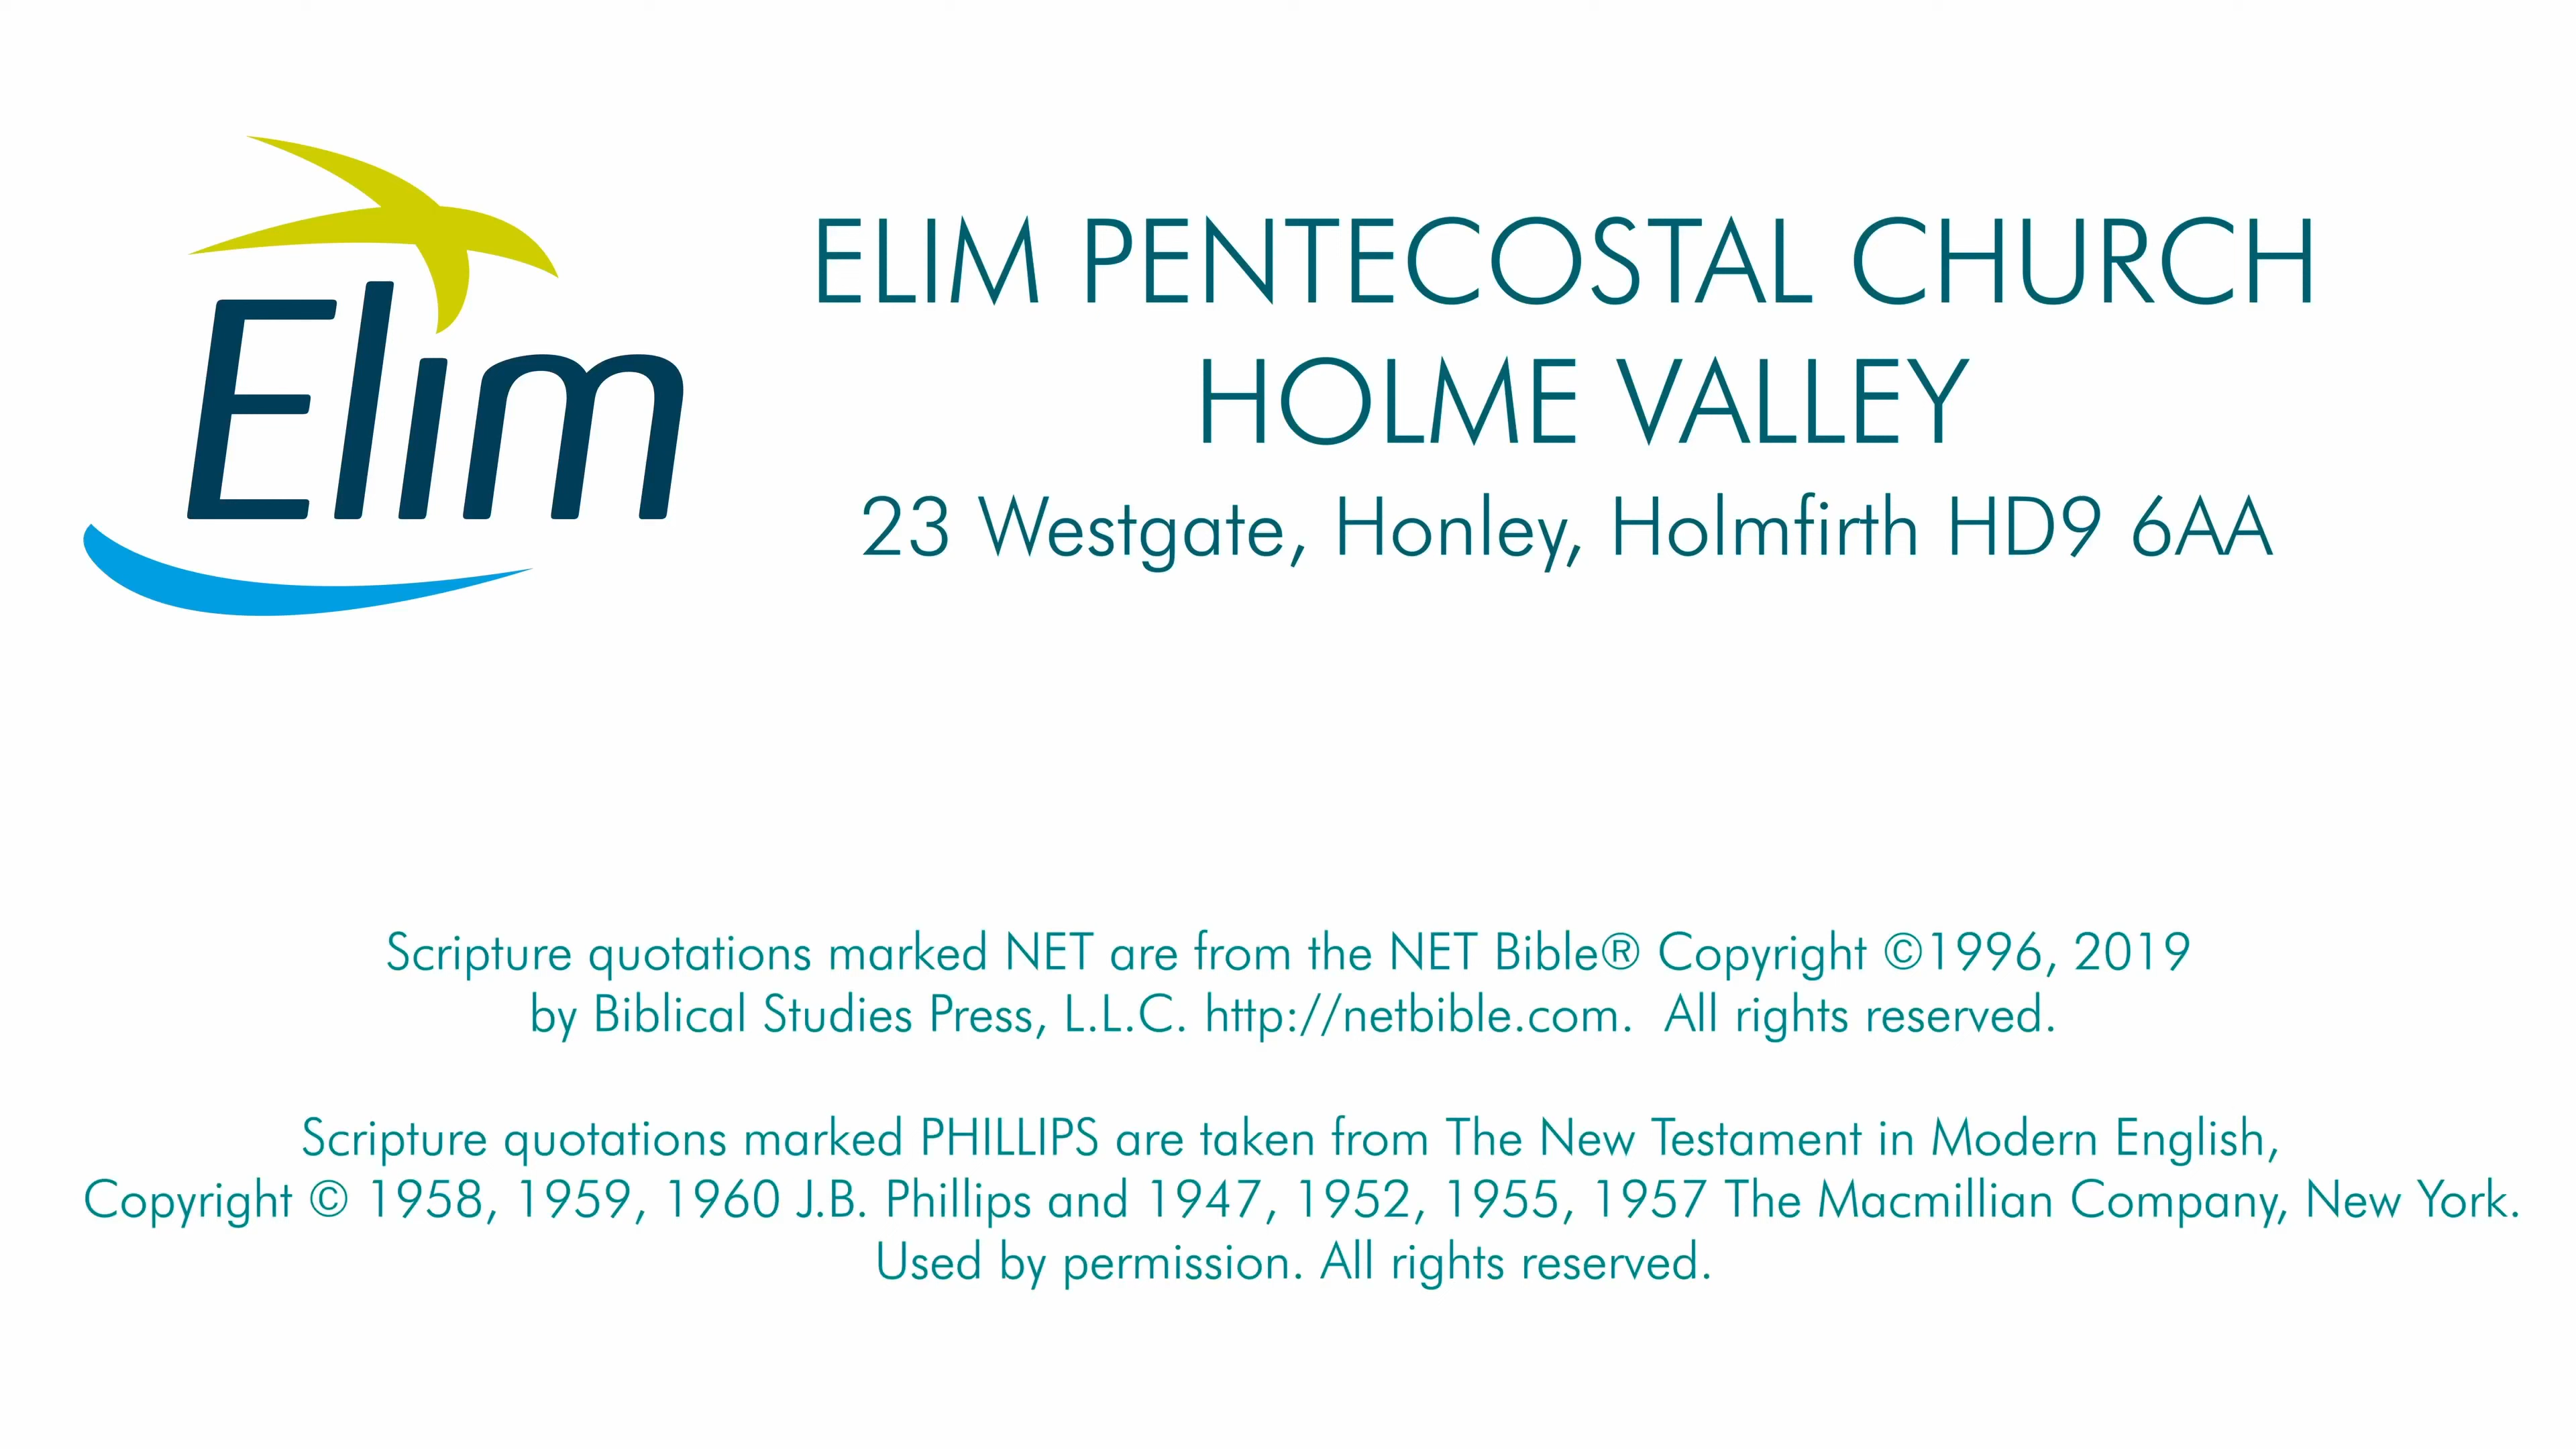 Elim
ELIM PENTECOSTAL CHURCH
HOLME VALLEY
23 Westgate, Honley, Holmfirth HD9 6AA
Scripture quotations marked NET are from the NET Bible® Copyright ©1996, 2019
by Biblical Studies Press, L.L.C. http://netbible.com.  All rights reserved.
Scripture quotations marked PHILLIPS are taken from The New Testament in Modern English,
Copyright © 1958, 1959, 1960 J.B. Phillips and 1947, 1952, 1955, 1957 The Macmillian Company, New York.
Used by permission. All rights reserved.